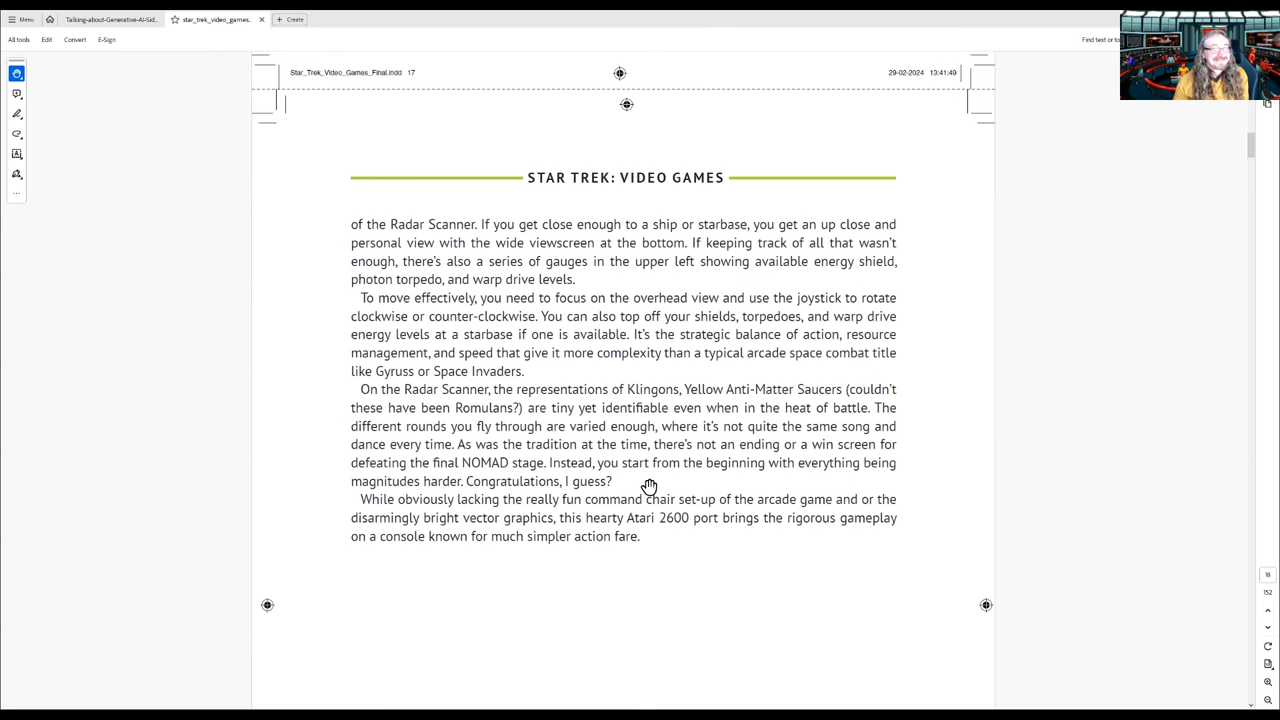 Menu
Talking-about-Generative-AI-Sid...
star_trek_video_games...
Create
All tools Edit Convert E-Sign
Find text or to
Star_Trek_Video_Games_Final.indd 17
29-02-2024 13:41:49
STAR TREK: VIDEO GAMES
of the Radar Scanner. If you get close enough to a ship or starbase, you get an up close and
personal view with the wide viewscreen at the bottom. If keeping track of all that wasn't
enough, there's also a series of gauges in the upper left showing available energy shield,
photon torpedo, and warp drive levels.
To move effectively, you need to focus on the overhead view and use the joystick to rotate
clockwise or counter-clockwise. You can also top off your shields, torpedoes, and warp drive
energy levels at a starbase if one is available. It's the strategic balance of action, resource
management, and speed that give it more complexity than a typical arcade space combat title
like Gyruss or Space Invaders.
On the Radar Scanner, the representations of Klingons, Yellow Anti-Matter Saucers (couldn't
these have been Romulans?) are tiny yet identifiable even when in the heat of battle. The
different rounds you fly through are varied enough, where it's not quite the same song and
dance every time. As was the tradition at the time, there's not an ending or a win screen for
defeating the final NOMAD stage. Instead, you start from the beginning with everything being
magnitudes harder. Congratulations, I guess?
While obviously lacking the really fun command chair set-up of the arcade game and or the
disarmingly bright vector graphics, this hearty Atari 2600 port brings the rigorous gameplay
on a console known for much simpler action fare.
18
152